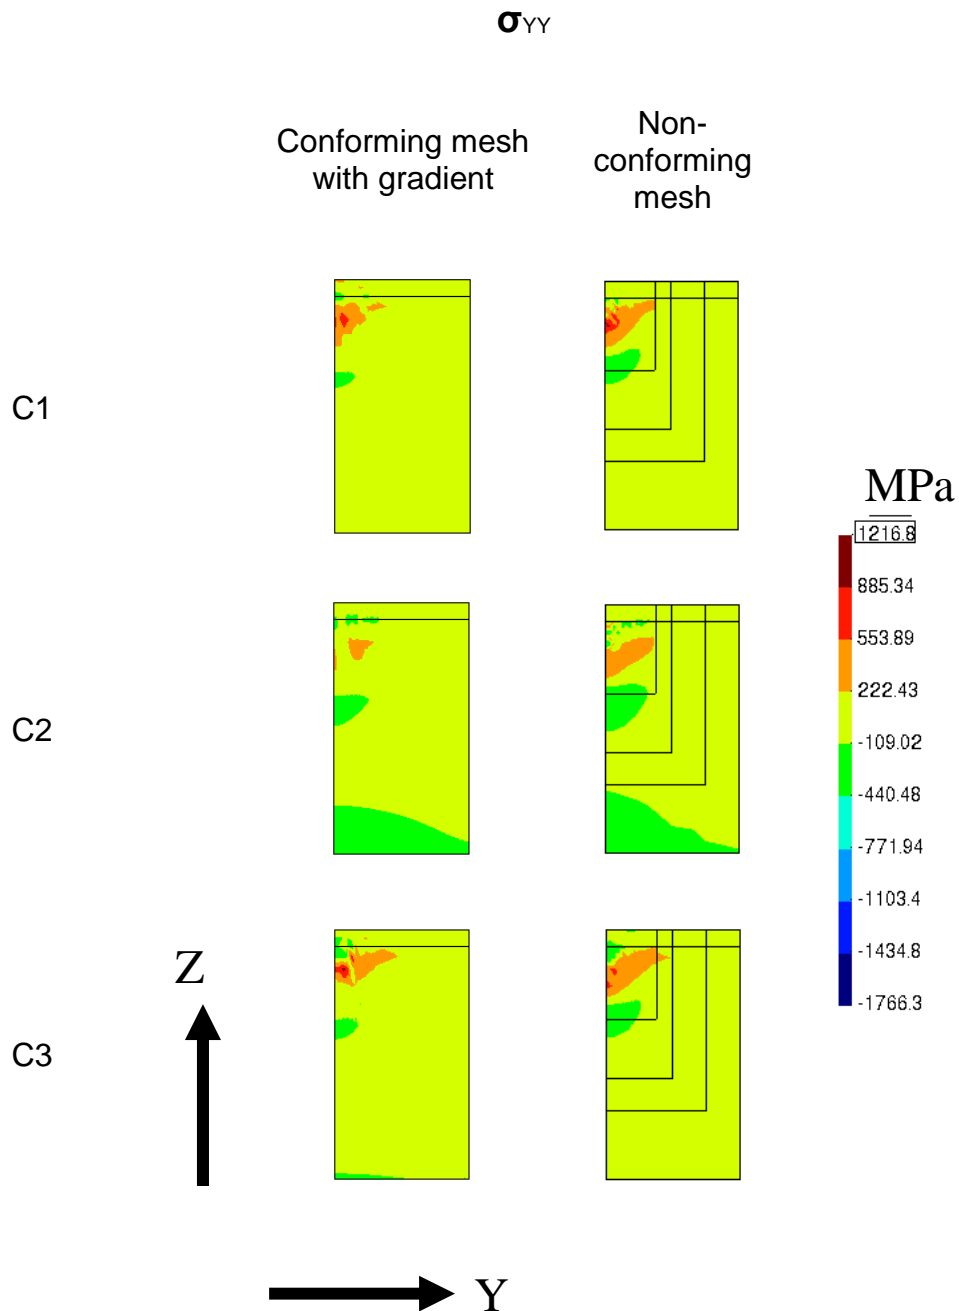 σYY
Conforming mesh
with gradient
Non-
conforming
mesh
C1
MPa
1216.8
885.34
553.89
222.43
-109.02
-440.48
-771.94
-1103.4
-1434.8
-1766.3
C2
Z
C3
Y